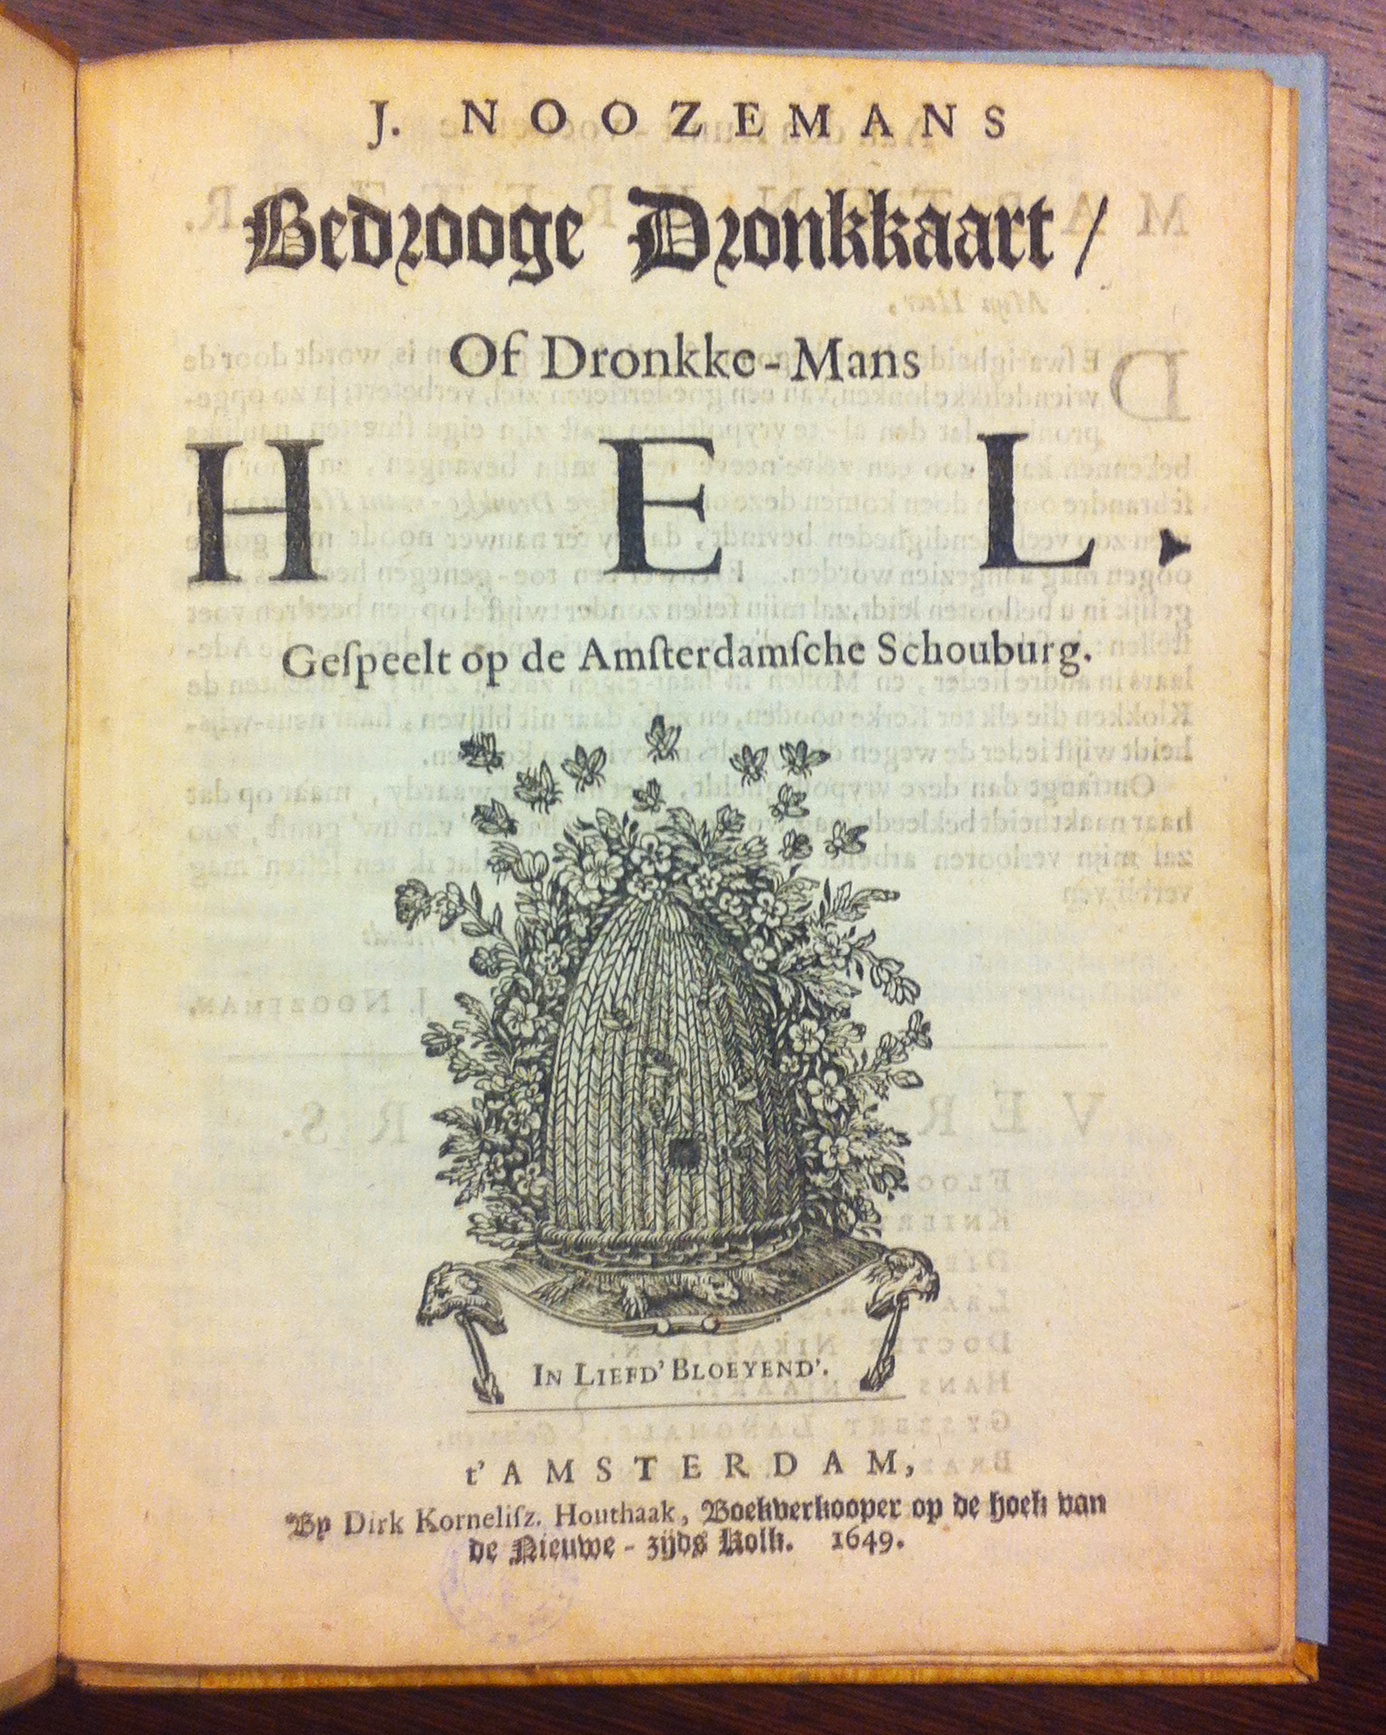 J. NOOZEMANS
Bedrooge Dronkkaart /
Of Dronkke-Mans
HEL.
Geſpeelt op de Amſterdamſche Schouburg.
IN LIEFD' BLOEYEND'.
t' AMSTERDAM,
By Dirk Korneliſz. Houthaak, Boekverkooper op de hoek van
de Nieuwe-zijds Kolk. 1649.